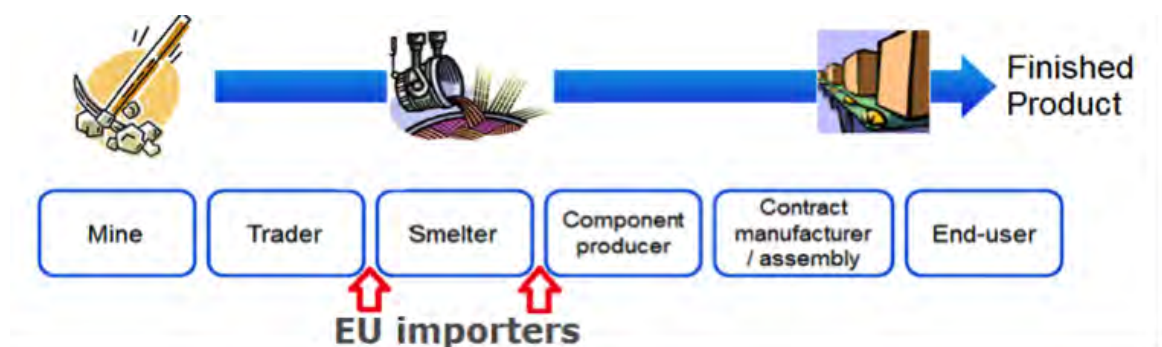 Finished
Product
Mine
Trader
Smelter
Component
producer
Contract
manufacturer
/ assembly
End-user
EU importers